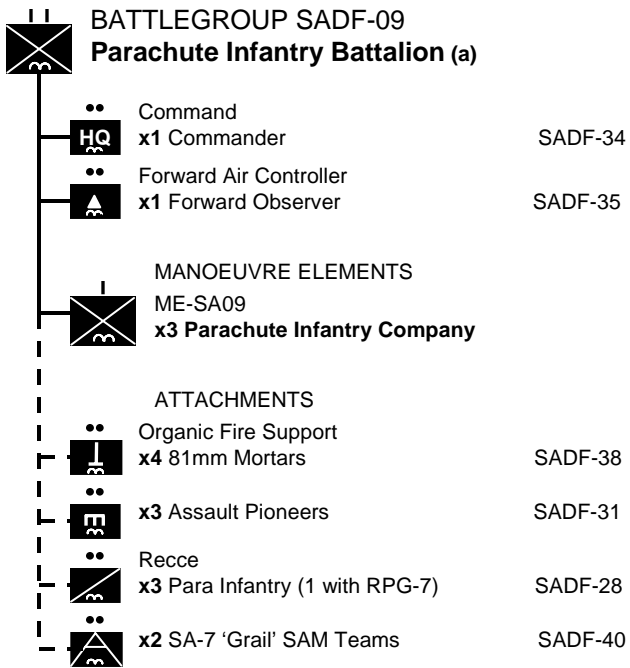 BATTLEGROUP SADF-09
Parachute Infantry Battalion (a)
Command
HQ x1 Commander SADF-34
Forward Air Controller
x1 Forward Observer SADF-35
MANOEUVRE ELEMENTS
ME-SA09
x3 Parachute Infantry Company
ATTACHMENTS
Organic Fire Support
x4 81mm Mortars SADF-38
x3 Assault Pioneers SADF-31
Recce
x3 Para Infantry (1 with RPG-7) SADF-28
x2 SA-7 ‘Grail’ SAM Teams SADF-40